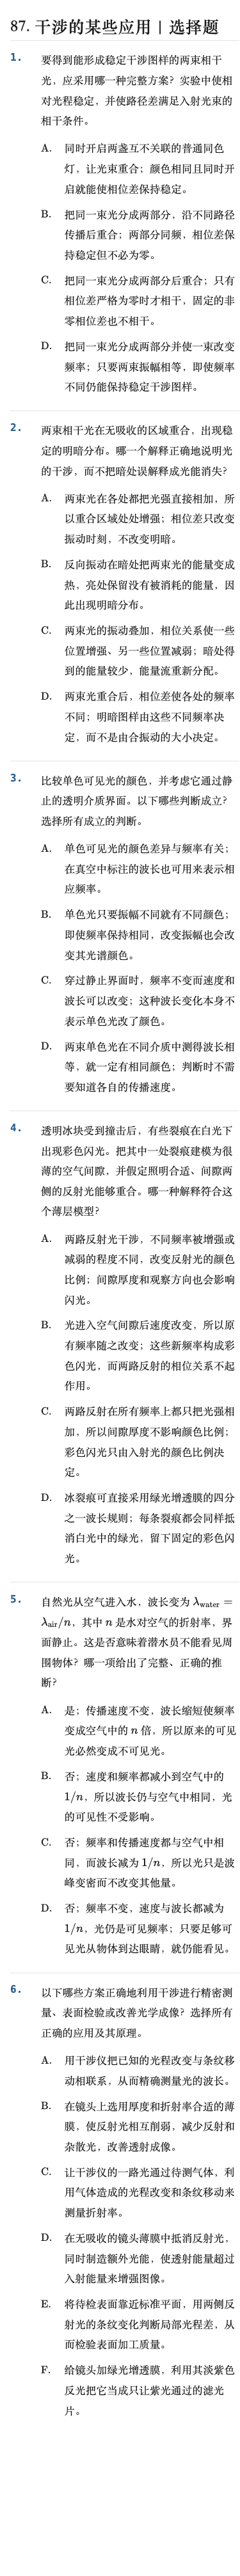 87. 干涉的某些应用 | 选择题
1. 要得到能形成稳定干涉图样的两束相干
光，应采用哪一种完整方案？实验中使相
对光程稳定，并使路径差满足入射光束的
相干条件。
A. 同时开启两盏互不关联的普通同色
灯，让光束重合；颜色相同且同时开
启就能使相位差保持稳定。
B. 把同一束光分成两部分，沿不同路径
传播后重合；两部分同频，相位差保
持稳定但不必为零。
C. 把同一束光分成两部分后重合；只有
相位差严格为零时才相干，固定的非
零相位差也不相干。
D. 把同一束光分成两部分并使一束改变
频率；只要两束振幅相等，即使频率
不同仍能保持稳定干涉图样。
2. 两束相干光在无吸收的区域重合，出现稳
定的明暗分布。哪一个解释正确地说明光
的干涉，而不把暗处误解释成光能消失？
A. 两束光在各处都把光强直接相加，所
以重合区域处处增强；相位差只改变
振动时刻，不改变明暗。
B. 反向振动在暗处把两束光的能量变成
热，亮处保留没有被消耗的能量，因
此出现明暗分布。
C. 两束光的振动叠加，相位关系使一些
位置增强、另一些位置减弱；暗处得
到的能量较少，能量流重新分配。
D. 两束光重合后，相位差使各处的频率
不同；明暗图样由这些不同频率决
定，而不是由合振动的大小决定。
3. 比较单色可见光的颜色，并考虑它通过静
止的透明介质界面。以下哪些判断成立？
选择所有成立的判断。
A. 单色可见光的颜色差异与频率有关；
在真空中标注的波长也可用来表示相
应频率。
B. 单色光只要振幅不同就有不同颜色；
即使频率保持相同，改变振幅也会改
变其光谱颜色。
C. 穿过静止界面时，频率不变而速度和
波长可以改变；这种波长变化本身不
表示单色光改了颜色。
D. 两束单色光在不同介质中测得波长相
等，就一定有相同颜色；判断时不需
要知道各自的传播速度。
4. 透明冰块受到撞击后，有些裂痕在白光下
出现彩色闪光。把其中一处裂痕建模为很
薄的空气间隙，并假定照明合适、间隙两
侧的反射光能够重合。哪一种解释符合这
个薄层模型？
A. 两路反射光干涉，不同频率被增强或
减弱的程度不同，改变反射光的颜色
比例；间隙厚度和观察方向也会影响
闪光。
B. 光进入空气间隙后速度改变，所以原
有频率随之改变；这些新频率构成彩
色闪光，而两路反射的相位关系不起
作用。
C. 两路反射在所有频率上都只把光强相
加，所以间隙厚度不影响颜色比例；
彩色闪光只由入射光的颜色比例决
定。
D. 冰裂痕可直接采用绿光增透膜的四分
之一波长规则；每条裂痕都会同样抵
消白光中的绿光，留下固定的彩色闪
光。
5. 自然光从空气进入水，波长变为 λwater =
λair/n，其中 n 是水对空气的折射率，界
面静止。这是否意味着潜水员不能看见周
围物体？哪一项给出了完整、正确的推
断？
A. 是；传播速度不变，波长缩短使频率
变成空气中的 n 倍，所以原来的可见
光必然变成不可见光。
B. 否；速度和频率都减小到空气中的
1/n，所以波长仍与空气中相同，光
的可见性不受影响。
C. 否；频率和传播速度都与空气中相
同，而波长减为 1/n，所以光只是波
峰变密而不改变其他量。
D. 否；频率不变，速度与波长都减为
1/n，光仍是可见频率；只要足够可
见光从物体到达眼睛，就仍能看见。
6. 以下哪些方案正确地利用干涉进行精密测
量、表面检验或改善光学成像？选择所有
正确的应用及其原理。
A. 用干涉仪把已知的光程改变与条纹移
动相联系，从而精确测量光的波长。
B. 在镜头上选用厚度和折射率合适的薄
膜，使反射光相互削弱，减少反射和
杂散光，改善透射成像。
C. 让干涉仪的一路光通过待测气体，利
用气体造成的光程改变和条纹移动来
测量折射率。
D. 在无吸收的镜头薄膜中抵消反射光，
同时制造额外光能，使透射能量超过
入射能量来增强图像。
E. 将待检表面靠近标准平面，用两侧反
射光的条纹变化判断局部光程差，从
而检验表面加工质量。
F. 给镜头加绿光增透膜，利用其淡紫色
反光把它当成只让紫光通过的滤光
片。